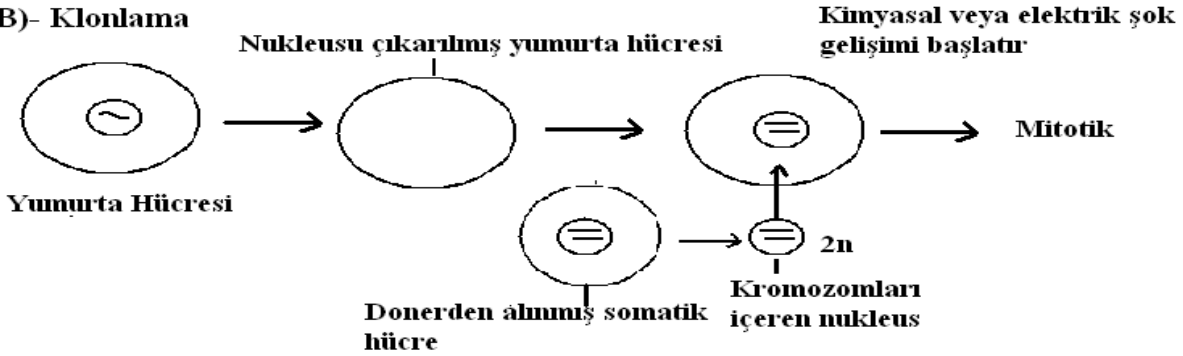 B)- Klonlama
Kimyasal veya elektrik şok
gelişimi başlatır
Nukleusu çıkarılmış yumurta hücresi
Mitotik
Yumurta Hücresi
2n
Donerden alınmış somatik
hücre
Kromozomları
içeren nukleus